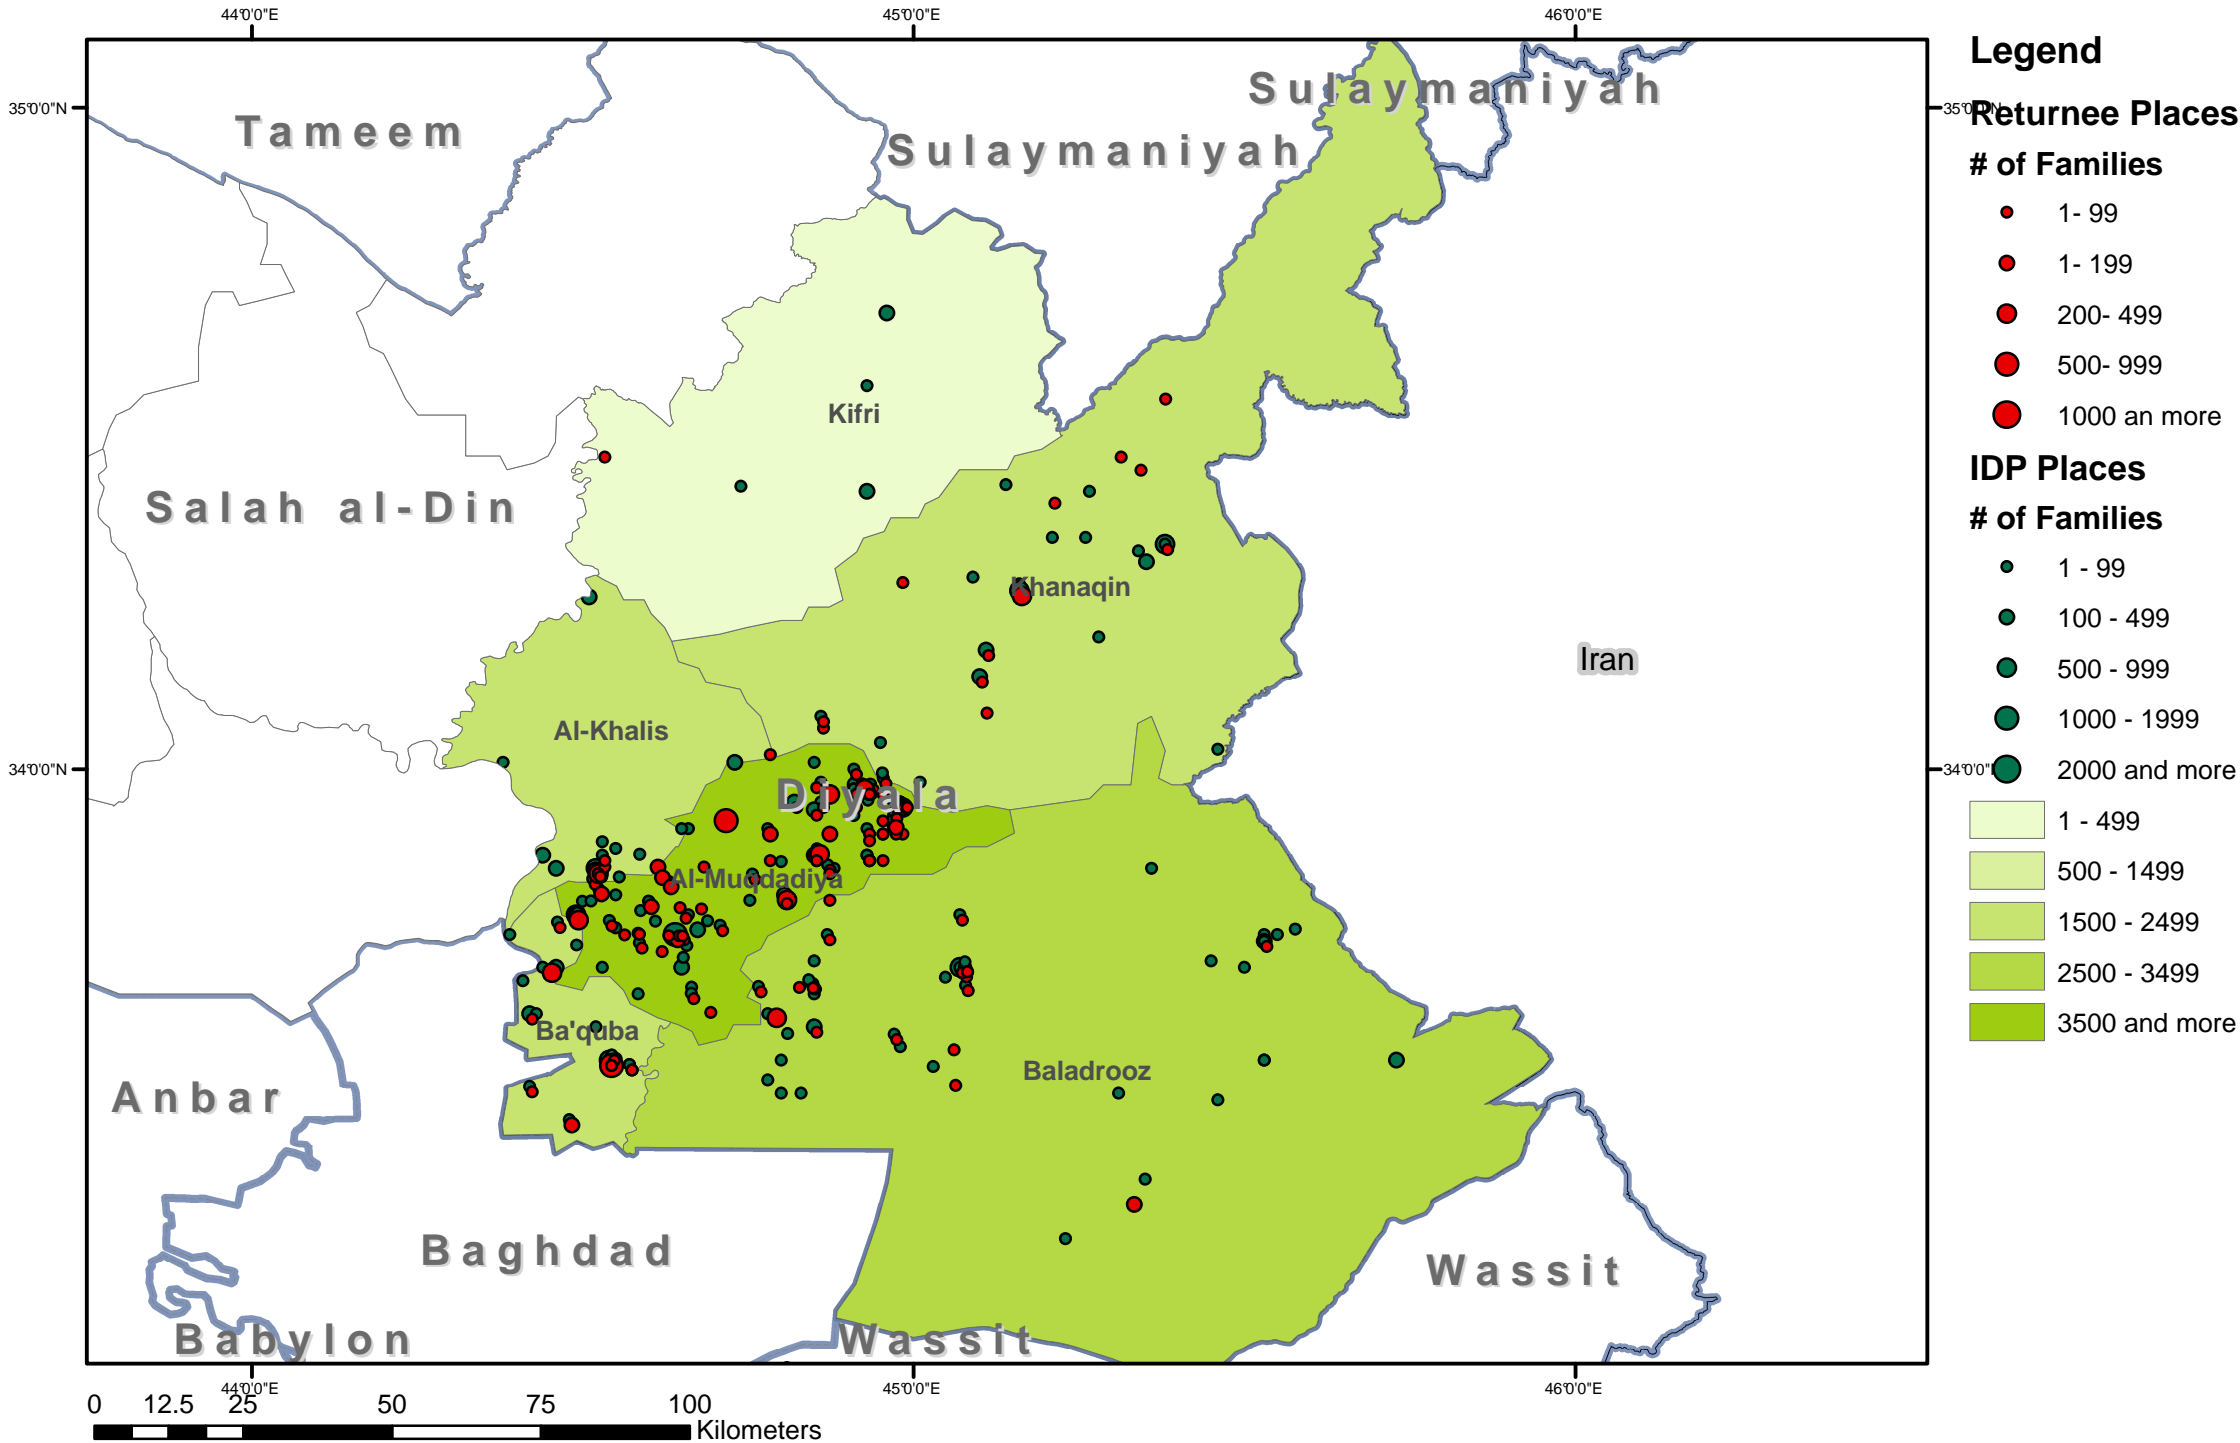 44°0'0"E 45°0'0"E 46°0'0"E
Legend
Sulaymaniyah
35°0'0"N 35°0'0"N
Returnee Places
Tameem
Sulaymaniyah
# of Families
1- 99
1- 199
200- 499
500- 999
Kifri
1000 an more
IDP Places
Salah al-Din
# of Families
1 - 99
Khanaqin
100 - 499
Iran
500 - 999
Al-Khalis
1000 - 1999
34°0'0"N 34°0'0"N
2000 and more
Diyala
1 - 499
500 - 1499
Al-Muqdadiya
1500 - 2499
2500 - 3499
3500 and more
Ba'quba
Baladrooz
Anbar
Baghdad
Wassit
Babylon
Wassit
44°0'0"E 45°0'0"E 46°0'0"E
0 12.5 25 50 75 100
Kilometers